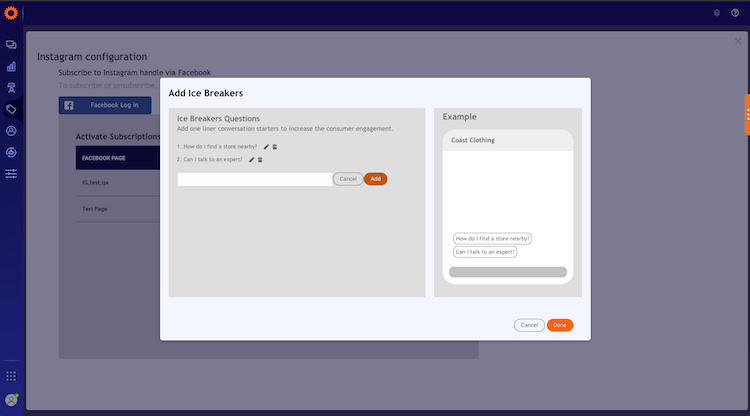 Instagram configuration
Subscribe to Instagram handle via Facebook
To subscribe or unsubscribe,
Facebook Log in
Activate Subscriptions
FACEBOOK PAGE
IG_test_qa
Test Page
Add Ice Breakers
Ice Breakers Questions
Add one liner conversation starters to increase the consumer engagement.
1. How do I find a store nearby?
2. Can I talk to an expert?
Cancel Add
Example
Coast Clothing
How do I find a store nearby?
Can I talk to an expert?
Cancel Done